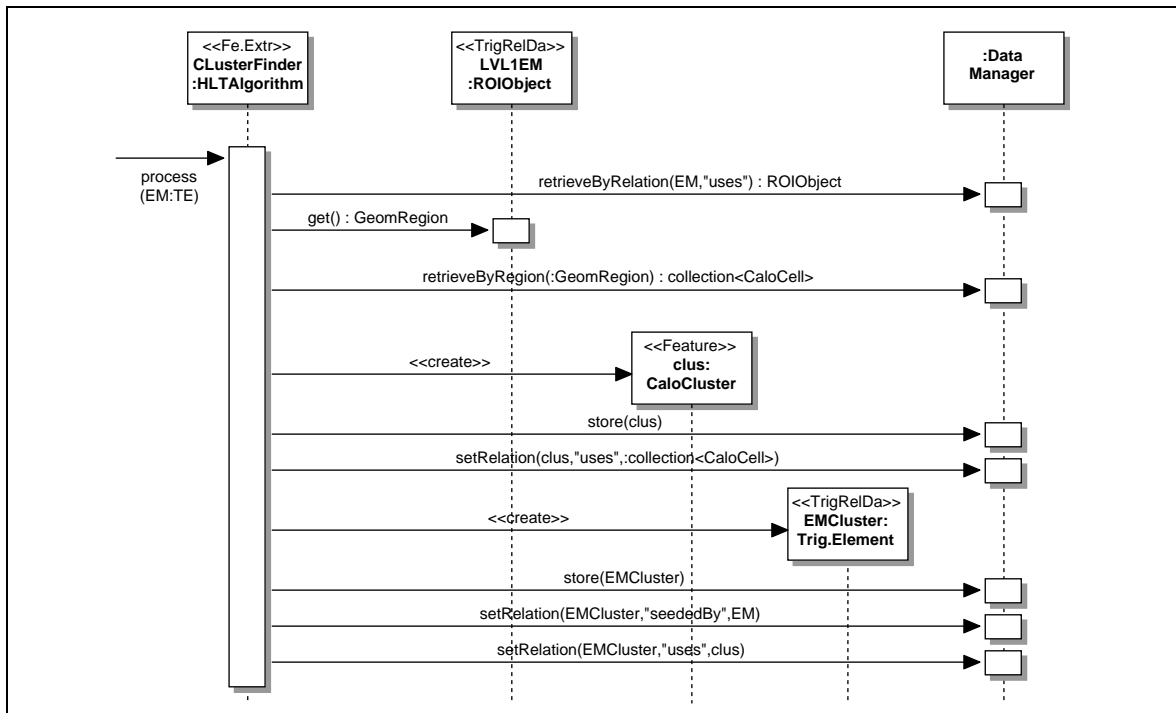 <<Fe.Extr>>
CLusterFinder
:HLTAlgorithm
<<TrigRelDa>>
LVL1EM
:ROIObject
:Data
Manager
process
(EM:TE)
retrieveByRelation(EM,"uses") : ROIObject
get() : GeomRegion
retrieveByRegion(:GeomRegion) : collection<CaloCell>
<<Feature>>
clus:
CaloCluster
<<create>>
store(clus)
setRelation(clus,"uses",:collection<CaloCell>)
<<TrigRelDa>>
EMCluster:
Trig.Element
<<create>>
store(EMCluster)
setRelation(EMCluster,"seededBy",EM)
setRelation(EMCluster,"uses",clus)